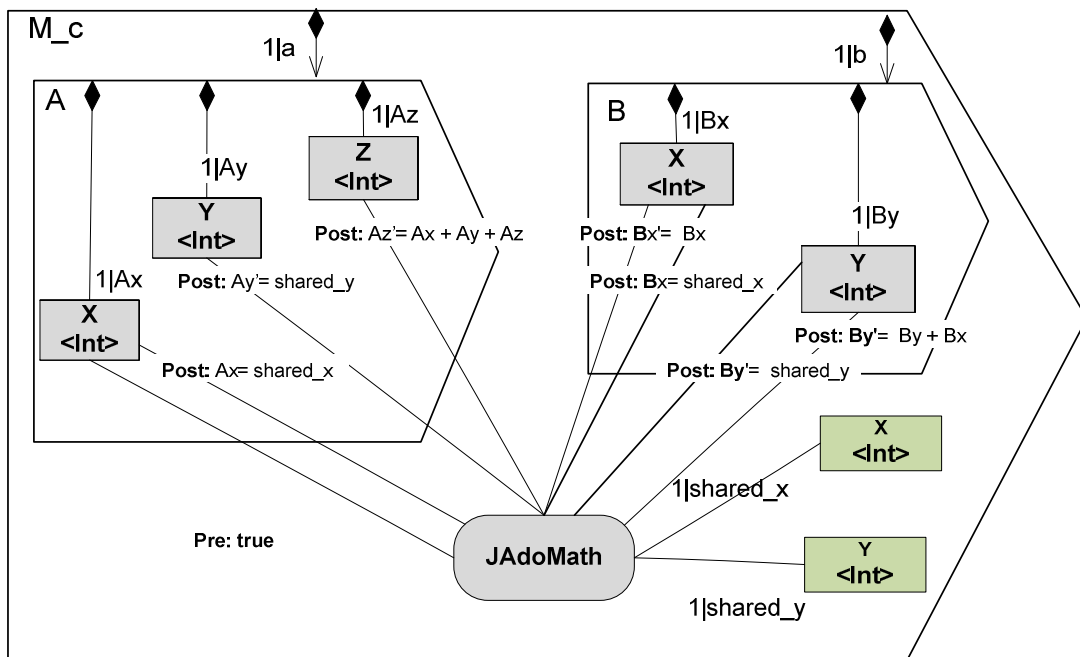 M_c
1|a
1|b
A
B
1|Az
1|Bx
Z
<Int>
X
<Int>
1|Ay
Y
<Int>
1|By
Post: Az'= Ax + Ay + Az
Post: Bx'= Bx
Post: Ay'= shared_y
Post: Bx= shared_x
Y
<Int>
1|Ax
X
<Int>
Post: By'= By + Bx
Post: Ax= shared_x
Post: By'= shared_y
X
<Int>
1|shared_x
Pre: true
JAdoMath
Y
<Int>
1|shared_y